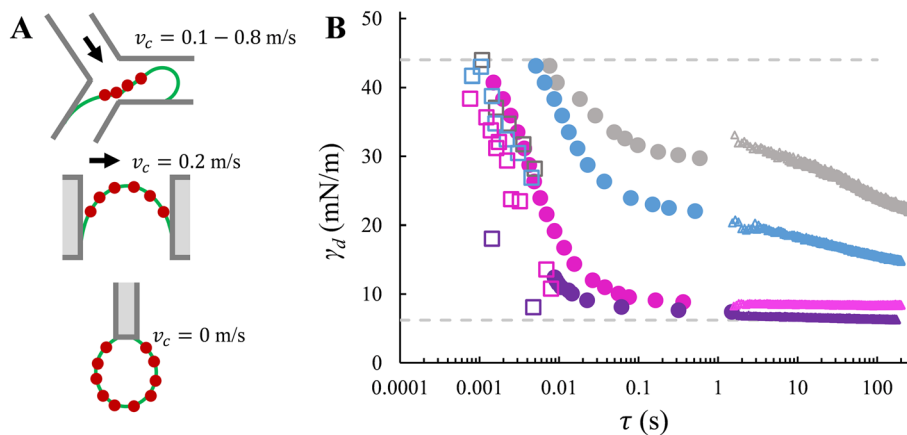 A
v_c = 0.1 − 0.8 m/s
v_c = 0.2 m/s
v_c = 0 m/s
B
γ_d (mN/m)
50
40
30
20
10
0
0.0001 0.001 0.01 0.1 1 10 100
τ (s)